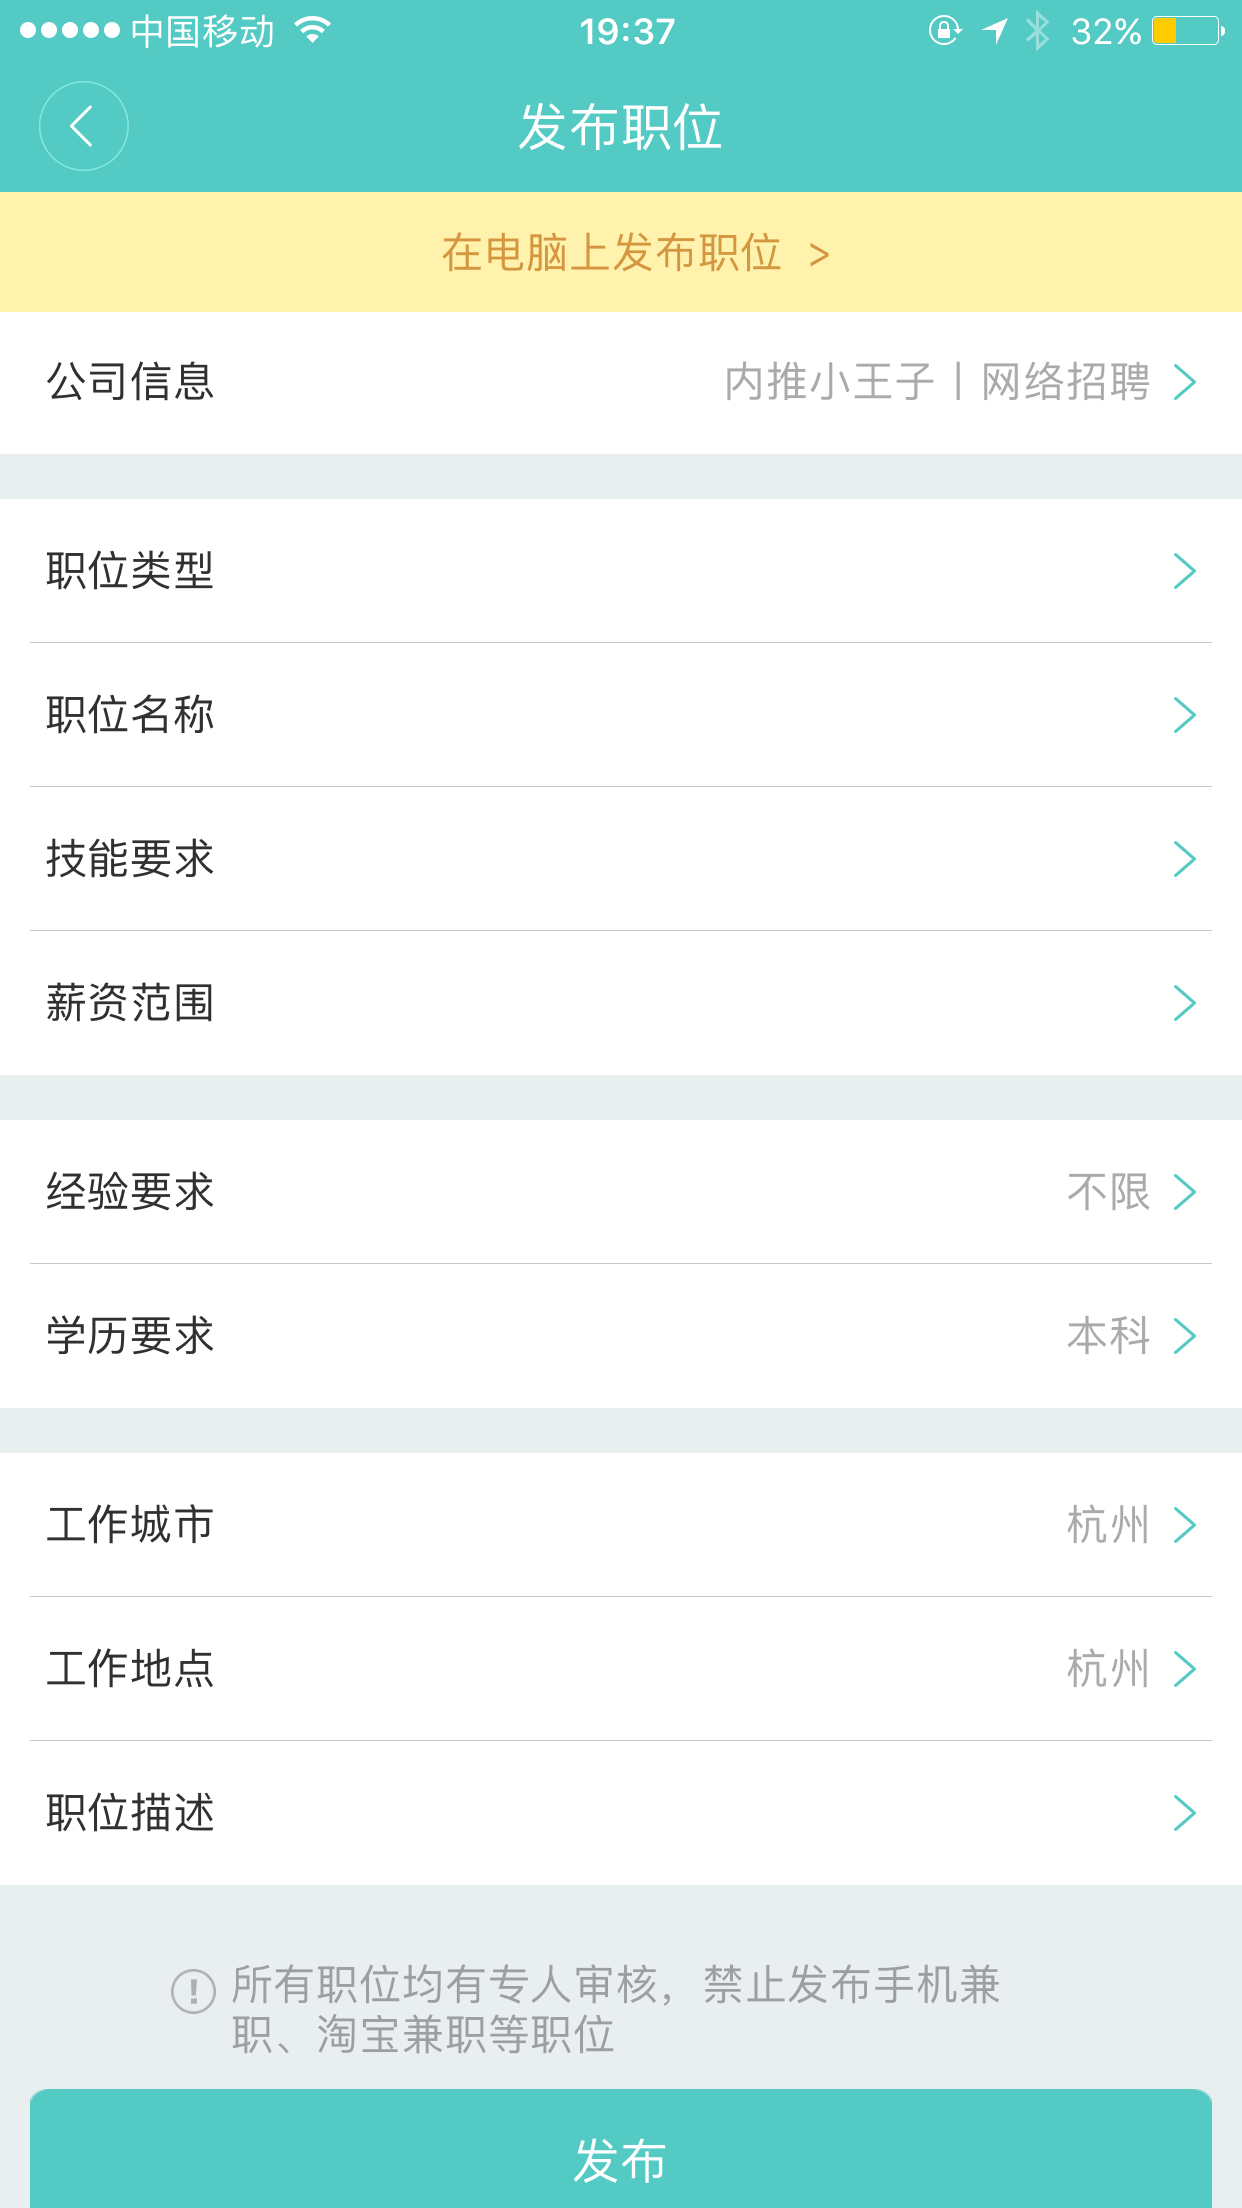 中国移动 19:37 32%
发布职位
在电脑上发布职位 >
公司信息 内推小王子丨网络招聘
职位类型
职位名称
技能要求
薪资范围
经验要求 不限
学历要求 本科
工作城市 杭州
工作地点 杭州
职位描述
所有职位均有专人审核，禁止发布手机兼
职、淘宝兼职等职位
发布